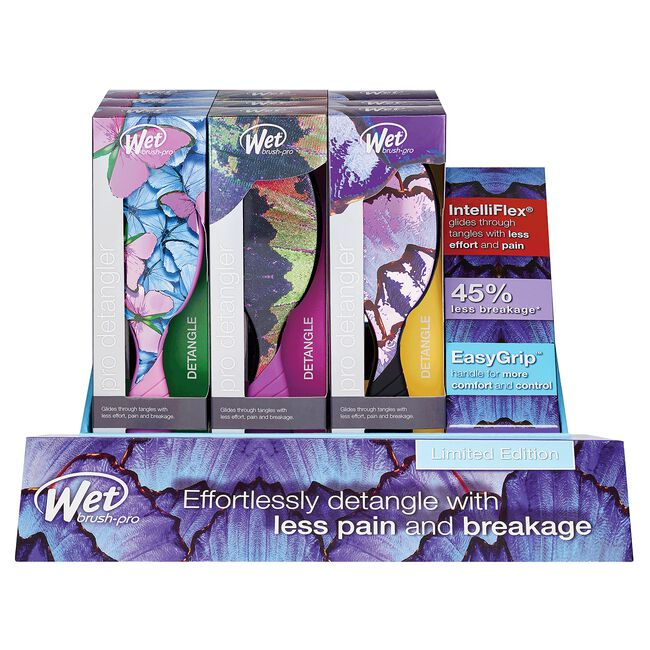 Wet
brush-pro
pro detangler
DETANGLE
Glides through tangles with
less effort, pain and breakage.
Wet
brush-pro
pro detangler
DETANGLE
Glides through tangles with
less effort, pain and breakage.
Wet
brush-pro
pro detangler
DETANGLE
Glides through tangles with
less effort, pain and breakage.
IntelliFlex®
glides through
tangles with less
effort and pain
45%
less breakage*
EasyGrip™
handle for more
comfort and control
Limited Edition
Wet
brush-pro
Effortlessly detangle with
less pain and breakage